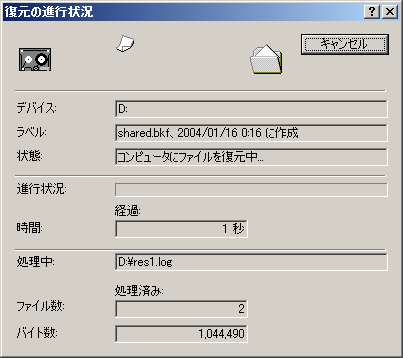 復元の進行状況
キャンセル
デバイス: D:
ラベル: shared.bkf、2004/01/16 0:16 に作成
状態: コンピュータにファイルを復元中...
進行状況:
経過:
時間: 1 秒
処理中: D:¥res1.log
処理済み:
ファイル数: 2
バイト数: 1,044,490